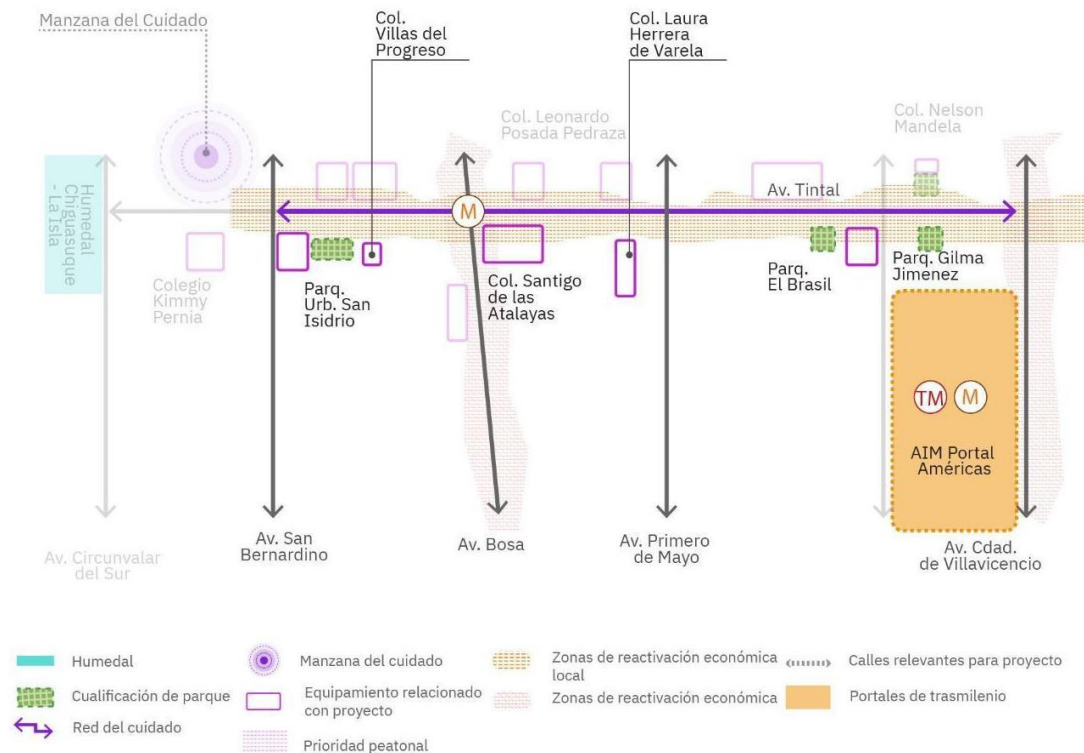 Manzana del Cuidado
Col.
Villas del
Progreso
Col. Laura
Herrera
de Varela
Col. Leonardo
Posada Pedraza
Col. Nelson
Mandela
Humedal
Chiguasuque
- La Isla
Av. Tintal
M
Colegio
Kimmy
Pernia
Parq.
Urb. San
Isidrio
Col. Santigo
de las
Atalayas
Parq.
El Brasil
Parq. Gilma
Jimenez
TM M
AIM Portal
Américas
Av. Circunvalar
del Sur
Av. San
Bernardino
Av. Bosa
Av. Primero
de Mayo
Av. Cdad.
de Villavicencio
Humedal
Cualificación de parque
Red del cuidado
Manzana del cuidado
Equipamiento relacionado
con proyecto
Prioridad peatonal
Zonas de reactivación económica
local
Zonas de reactivación económica
Calles relevantes para proyecto
Portales de trasmilenio